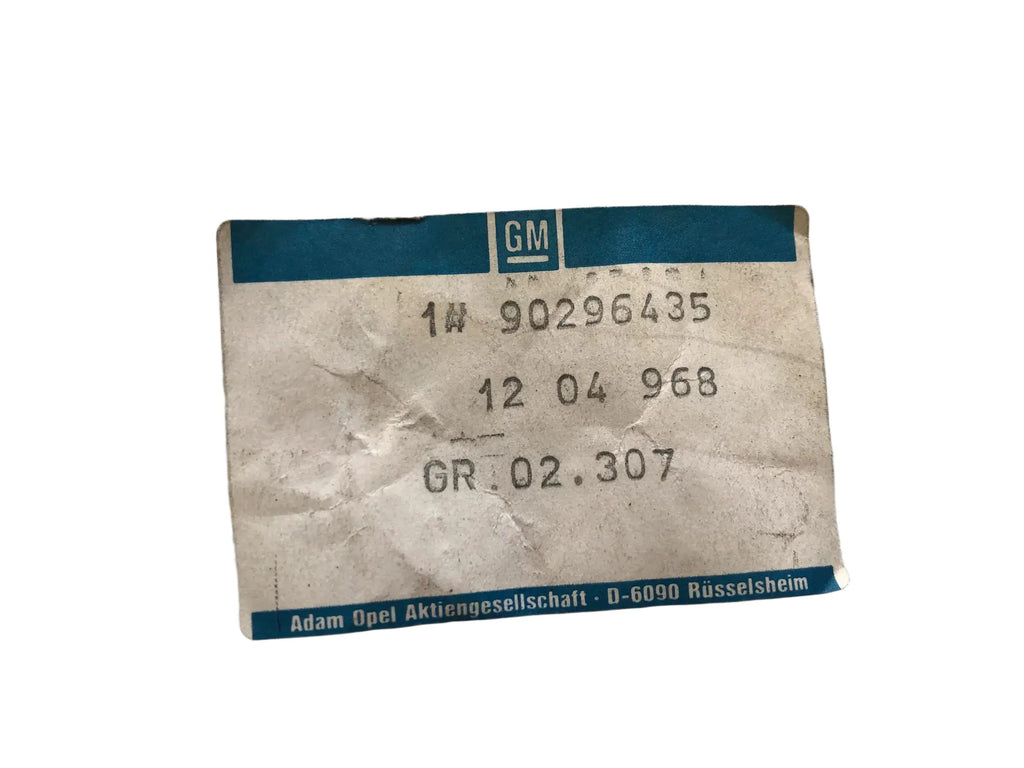 GM
1# 90296435
12 04 968
GR.02.307
Adam Opel Aktiengesellschaft · D-6090 Rüsselsheim